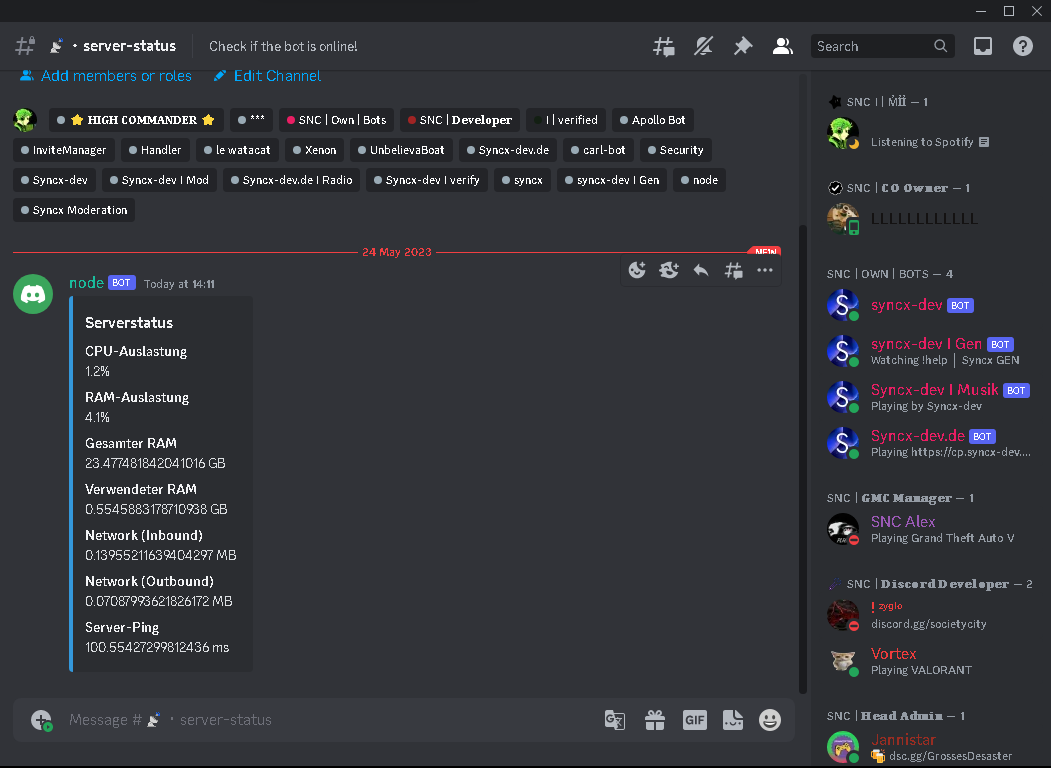 • server-status
Check if the bot is online!
Search
Add members or roles
Edit Channel
HIGH COMMANDER
***
SNC | Own | Bots
SNC | Developer
I | verified
Apollo Bot
InviteManager
Handler
le watacat
Xenon
UnbelievaBoat
Syncx-dev.de
carl-bot
Security
Syncx-dev
Syncx-dev I Mod
Syncx-dev.de I Radio
Syncx-dev I verify
syncx
syncx-dev I Gen
node
Syncx Moderation
24 May 2023
NEW
node BOT Today at 14:11
Serverstatus
CPU-Auslastung
1.2%
RAM-Auslastung
4.1%
Gesamter RAM
23.477481842041016 GB
Verwendeter RAM
0.5545883178710938 GB
Network (Inbound)
0.13955211639404297 MB
Network (Outbound)
0.07087993621826172 MB
Server-Ping
100.55427299812436 ms
Message # • server-status
GIF
SNC I | — 1
Listening to Spotify
SNC | CO Owner — 1
LLLLLLLLLLLL
SNC | OWN | BOTS — 4
syncx-dev BOT
syncx-dev I Gen BOT
Watching !help | Syncx GEN
Syncx-dev I Musik BOT
Playing by Syncx-dev
Syncx-dev.de BOT
Playing https://cp.syncx-dev....
SNC | GMC Manager — 1
SNC Alex
Playing Grand Theft Auto V
SNC | Discord Developer — 2
! zyglo
discord.gg/societycity
Vortex
Playing VALORANT
SNC | Head Admin — 1
Jannistar
dsc.gg/GrossesDesaster